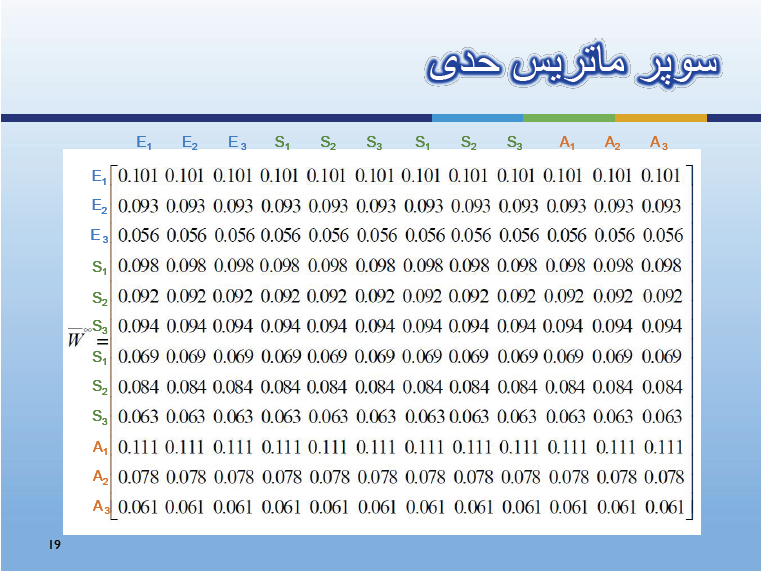 سوپر ماتریس حدی
E1 E2 E3 S1 S2 S3 S1 S2 S3 A1 A2 A3
E1 0.101 0.101 0.101 0.101 0.101 0.101 0.101 0.101 0.101 0.101 0.101 0.101
E2 0.093 0.093 0.093 0.093 0.093 0.093 0.093 0.093 0.093 0.093 0.093 0.093
E3 0.056 0.056 0.056 0.056 0.056 0.056 0.056 0.056 0.056 0.056 0.056 0.056
S1 0.098 0.098 0.098 0.098 0.098 0.098 0.098 0.098 0.098 0.098 0.098 0.098
S2 0.092 0.092 0.092 0.092 0.092 0.092 0.092 0.092 0.092 0.092 0.092 0.092
S3 0.094 0.094 0.094 0.094 0.094 0.094 0.094 0.094 0.094 0.094 0.094 0.094
W̅∞ =
S1 0.069 0.069 0.069 0.069 0.069 0.069 0.069 0.069 0.069 0.069 0.069 0.069
S2 0.084 0.084 0.084 0.084 0.084 0.084 0.084 0.084 0.084 0.084 0.084 0.084
S3 0.063 0.063 0.063 0.063 0.063 0.063 0.063 0.063 0.063 0.063 0.063 0.063
A1 0.111 0.111 0.111 0.111 0.111 0.111 0.111 0.111 0.111 0.111 0.111 0.111
A2 0.078 0.078 0.078 0.078 0.078 0.078 0.078 0.078 0.078 0.078 0.078 0.078
A3 0.061 0.061 0.061 0.061 0.061 0.061 0.061 0.061 0.061 0.061 0.061 0.061
19